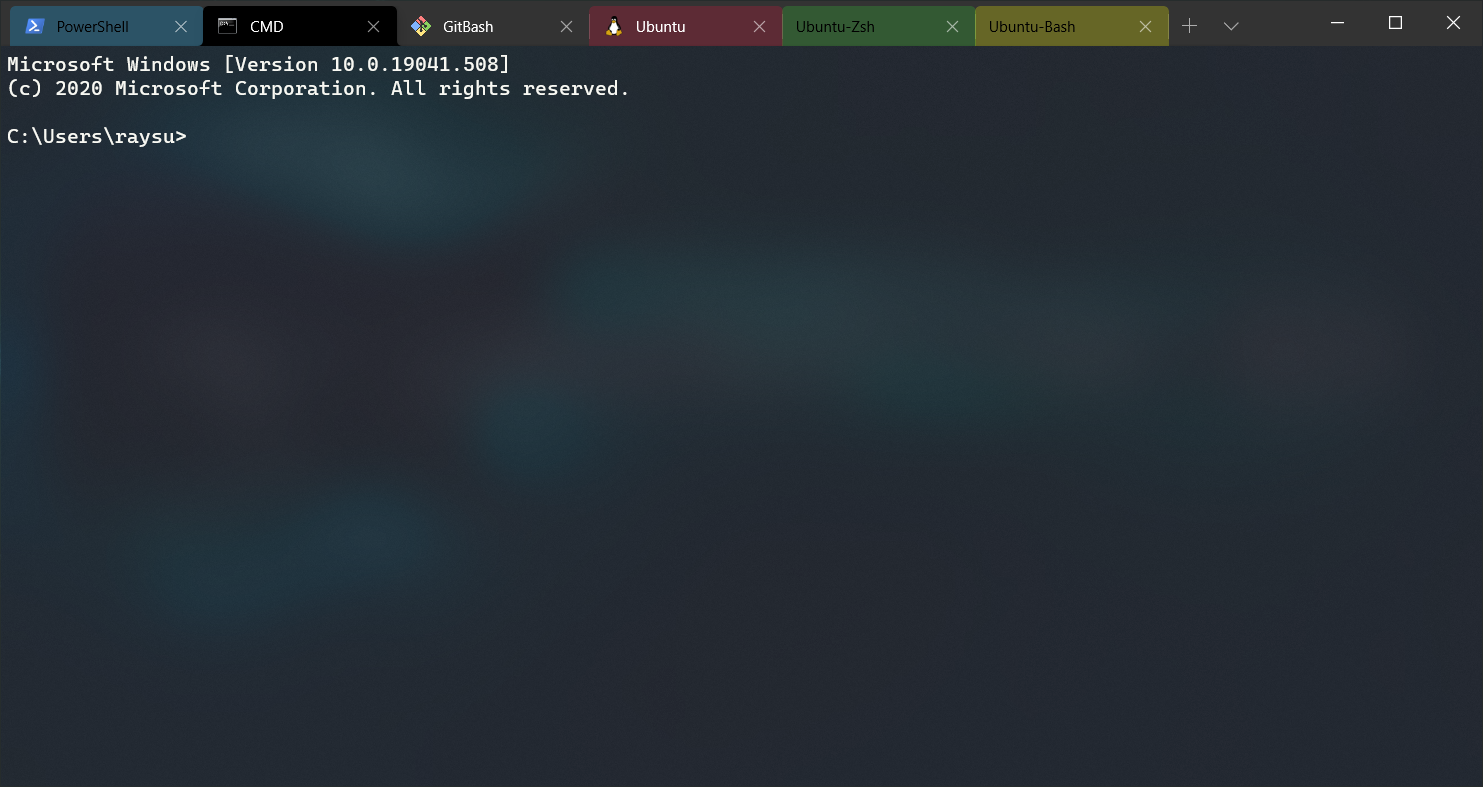 PowerShell CMD GitBash Ubuntu Ubuntu-Zsh Ubuntu-Bash
Microsoft Windows [Version 10.0.19041.508]
(c) 2020 Microsoft Corporation. All rights reserved.
C:\Users\raysu>